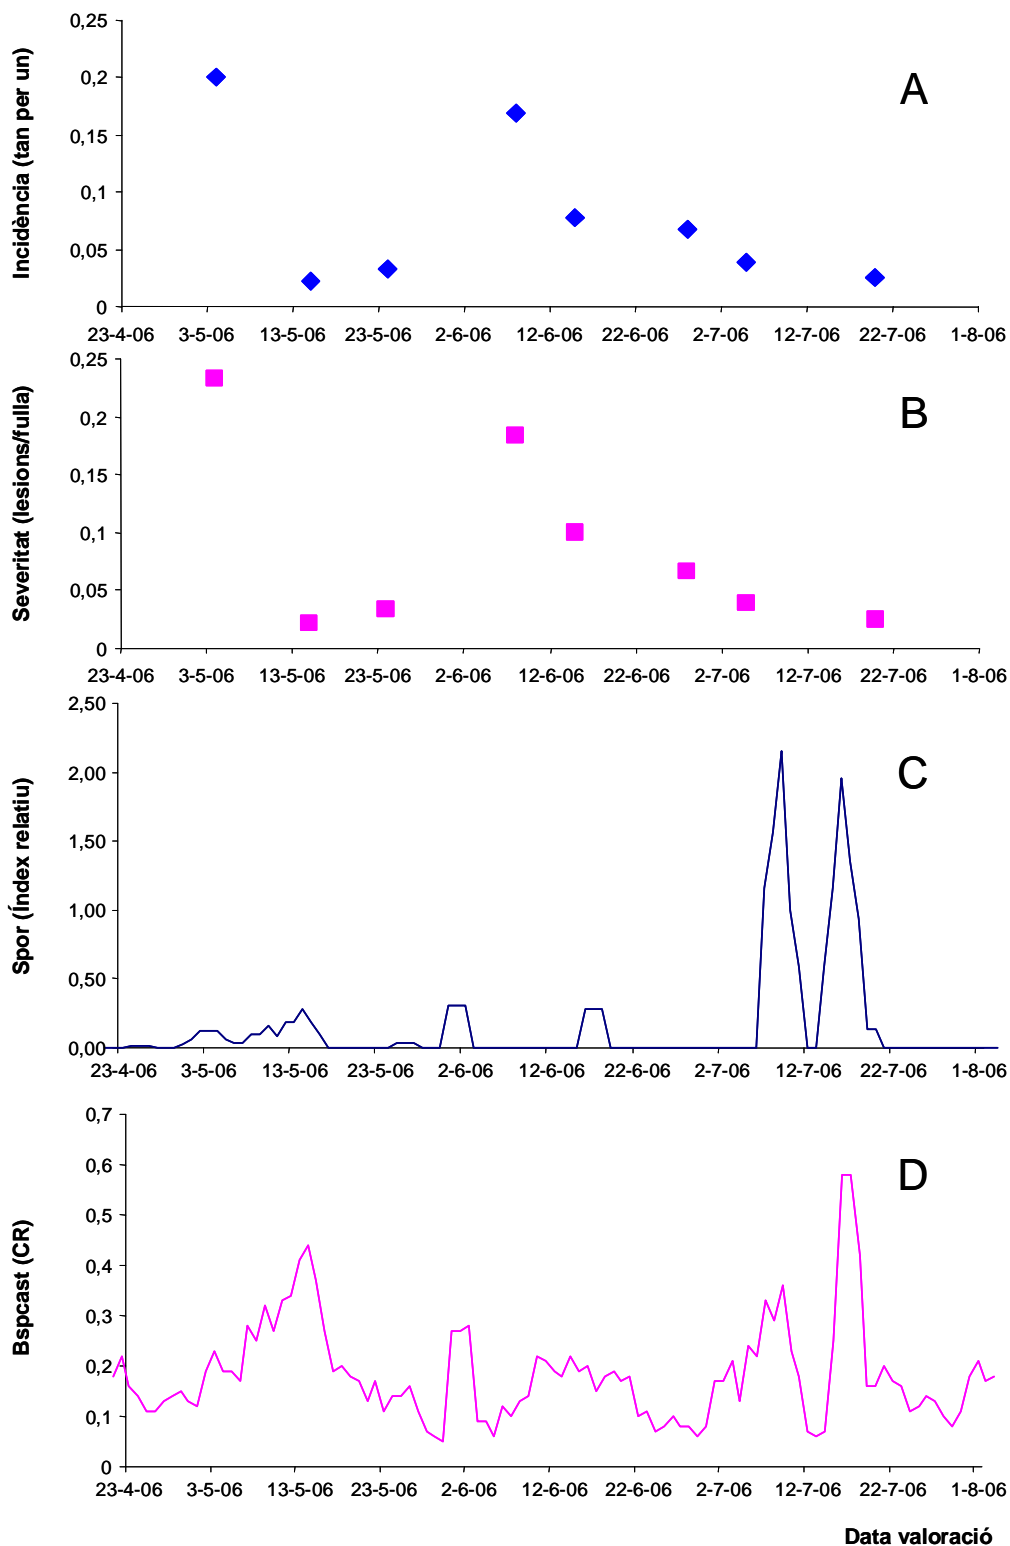 0,25
0,2
0,15
0,1
0,05
0
Incidència (tan per un)
A
23-4-06 3-5-06 13-5-06 23-5-06 2-6-06 12-6-06 22-6-06 2-7-06 12-7-06 22-7-06 1-8-06
0,25
0,2
0,15
0,1
0,05
0
Severitat (lesions/fulla)
B
23-4-06 3-5-06 13-5-06 23-5-06 2-6-06 12-6-06 22-6-06 2-7-06 12-7-06 22-7-06 1-8-06
2,50
2,00
1,50
1,00
0,50
0,00
Spor (Índex relatiu)
C
23-4-06 3-5-06 13-5-06 23-5-06 2-6-06 12-6-06 22-6-06 2-7-06 12-7-06 22-7-06 1-8-06
0,7
0,6
0,5
0,4
0,3
0,2
0,1
0
Bspcast (CR)
D
23-4-06 3-5-06 13-5-06 23-5-06 2-6-06 12-6-06 22-6-06 2-7-06 12-7-06 22-7-06 1-8-06
Data valoració